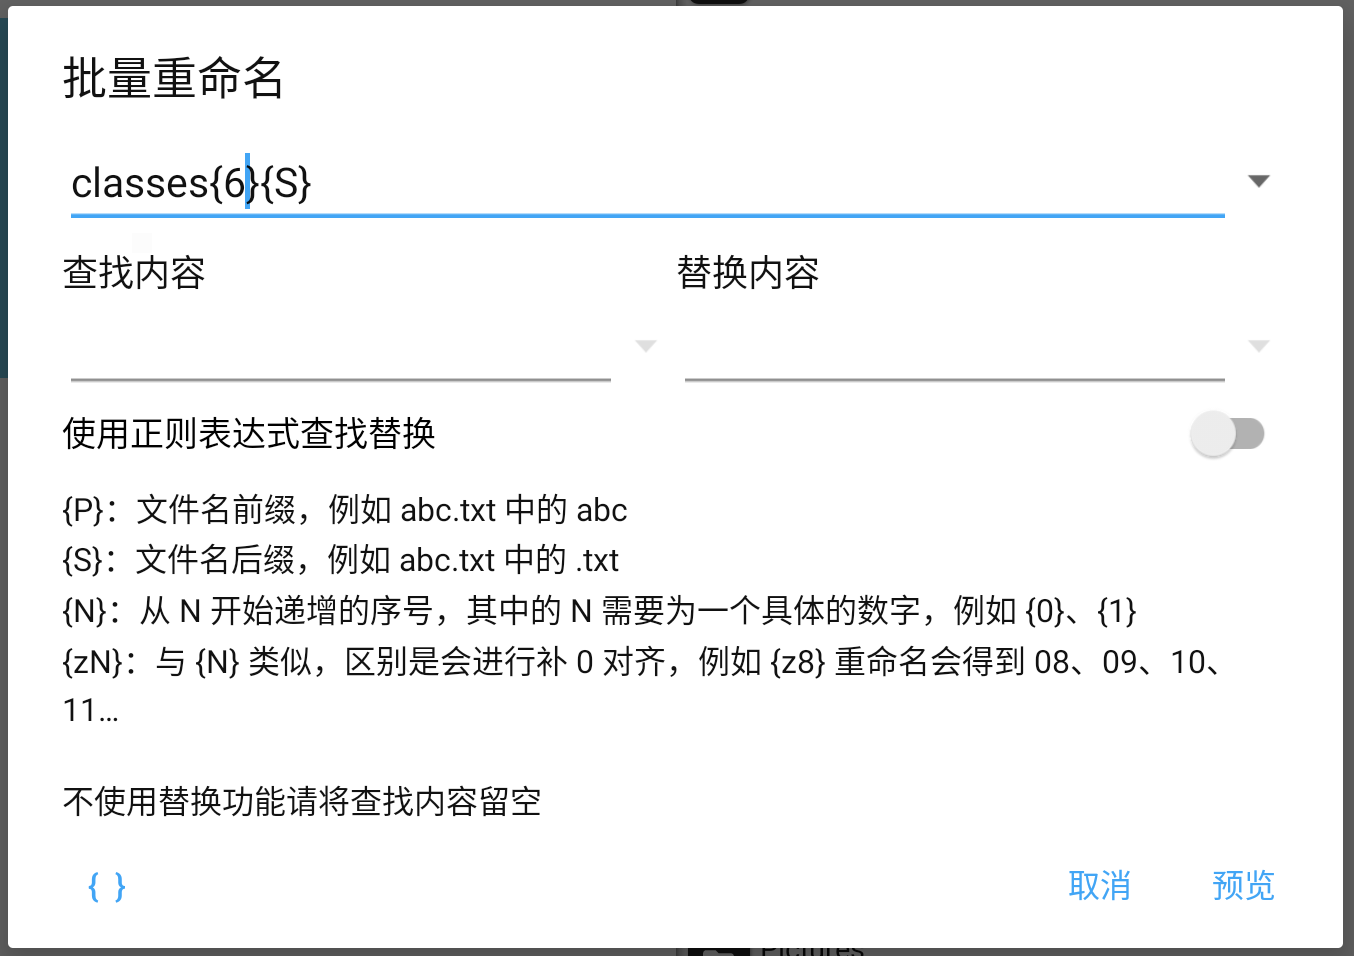 批量重命名
classes{6}{S}
查找内容 替换内容
使用正则表达式查找替换
{P}：文件名前缀，例如 abc.txt 中的 abc
{S}：文件名后缀，例如 abc.txt 中的 .txt
{N}：从 N 开始递增的序号，其中的 N 需要为一个具体的数字，例如 {0}、{1}
{zN}：与 {N} 类似，区别是会进行补 0 对齐，例如 {z8} 重命名会得到 08、09、10、
11...
不使用替换功能请将查找内容留空
{ } 取消 预览
Pictures